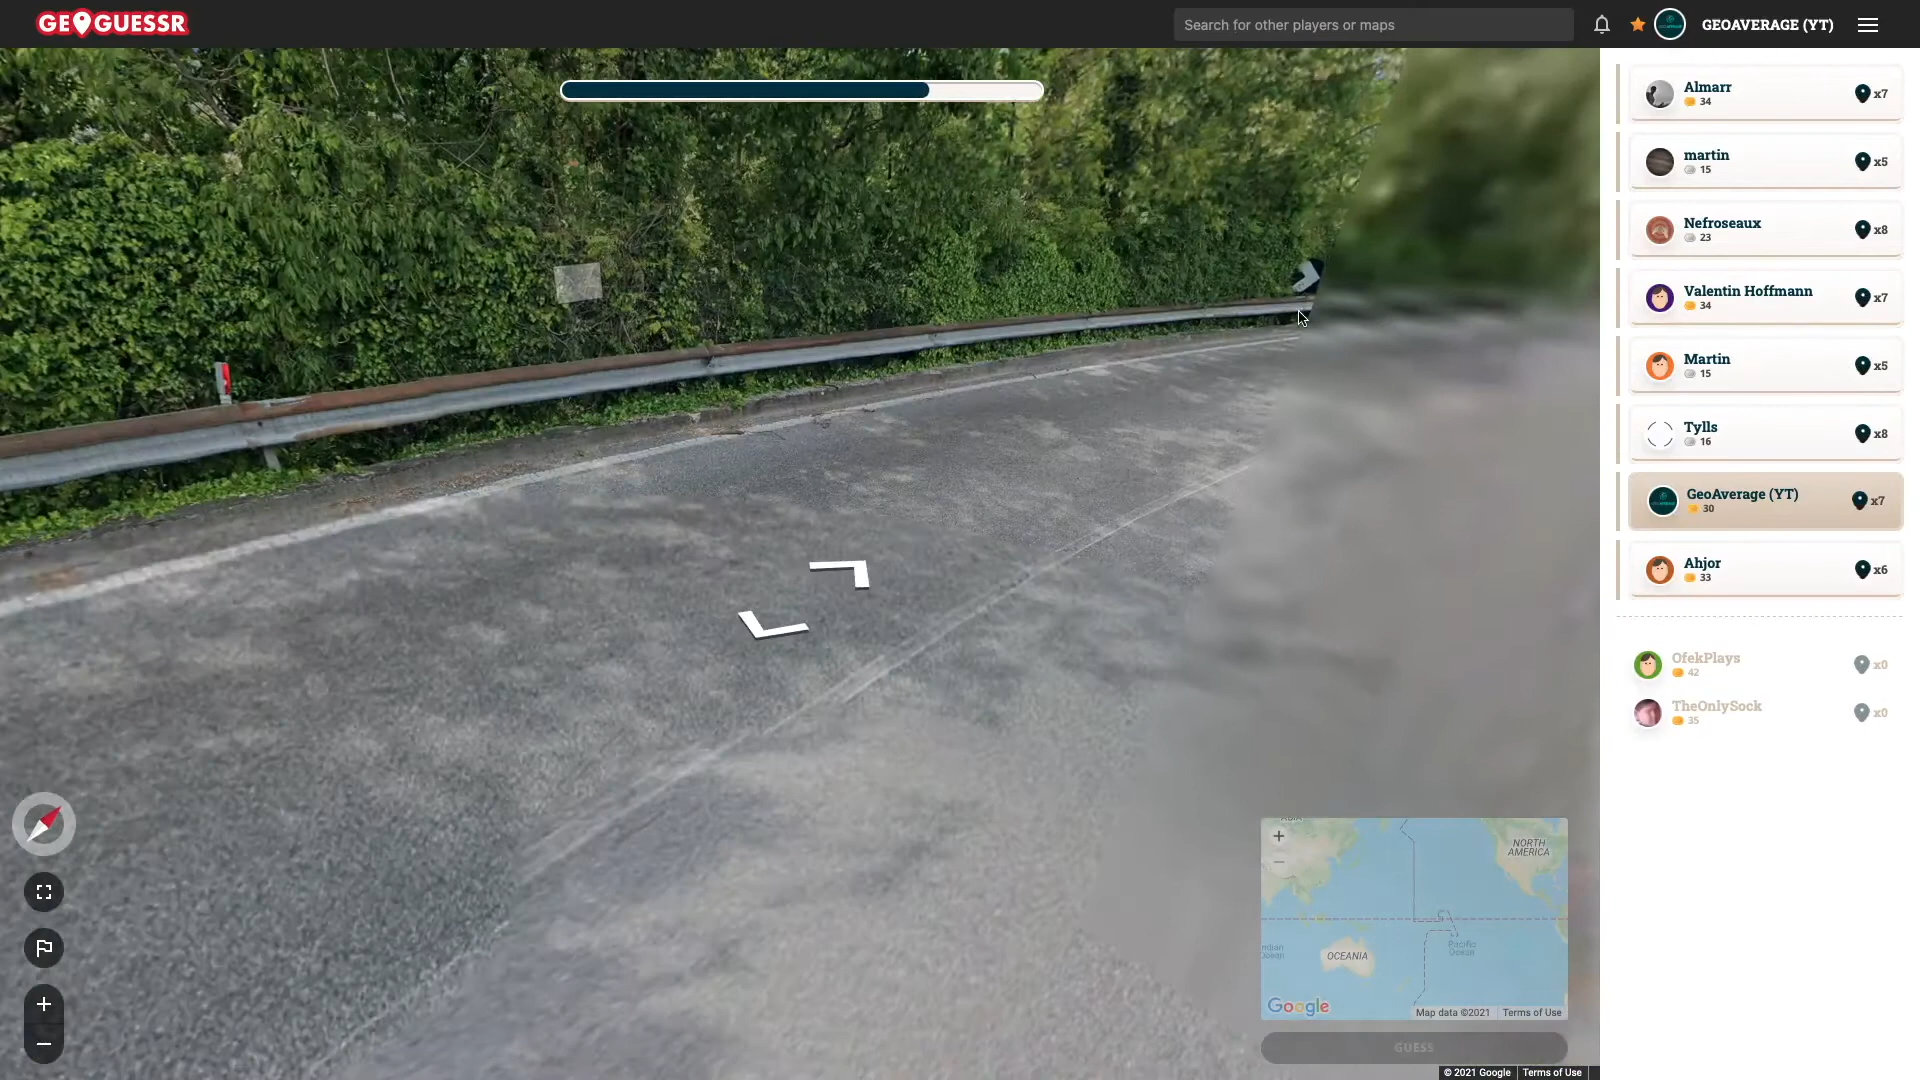 GEOGUESSR
Search for other players or maps
GEOAVERAGE (YT)
Almarr
34
x7
martin
15
x5
Nefroseaux
23
x8
Valentin Hoffmann
34
x7
Martin
15
x5
Tylls
16
x8
GeoAverage (YT)
30
x7
Ahjor
33
x6
OfekPlays
42
x0
TheOnlySock
35
x0
ASIA
NORTH
AMERICA
Indian
Ocean
OCEANIA
Pacific
Ocean
Google
Map data ©2021
Terms of Use
GUESS
© 2021 Google
Terms of Use